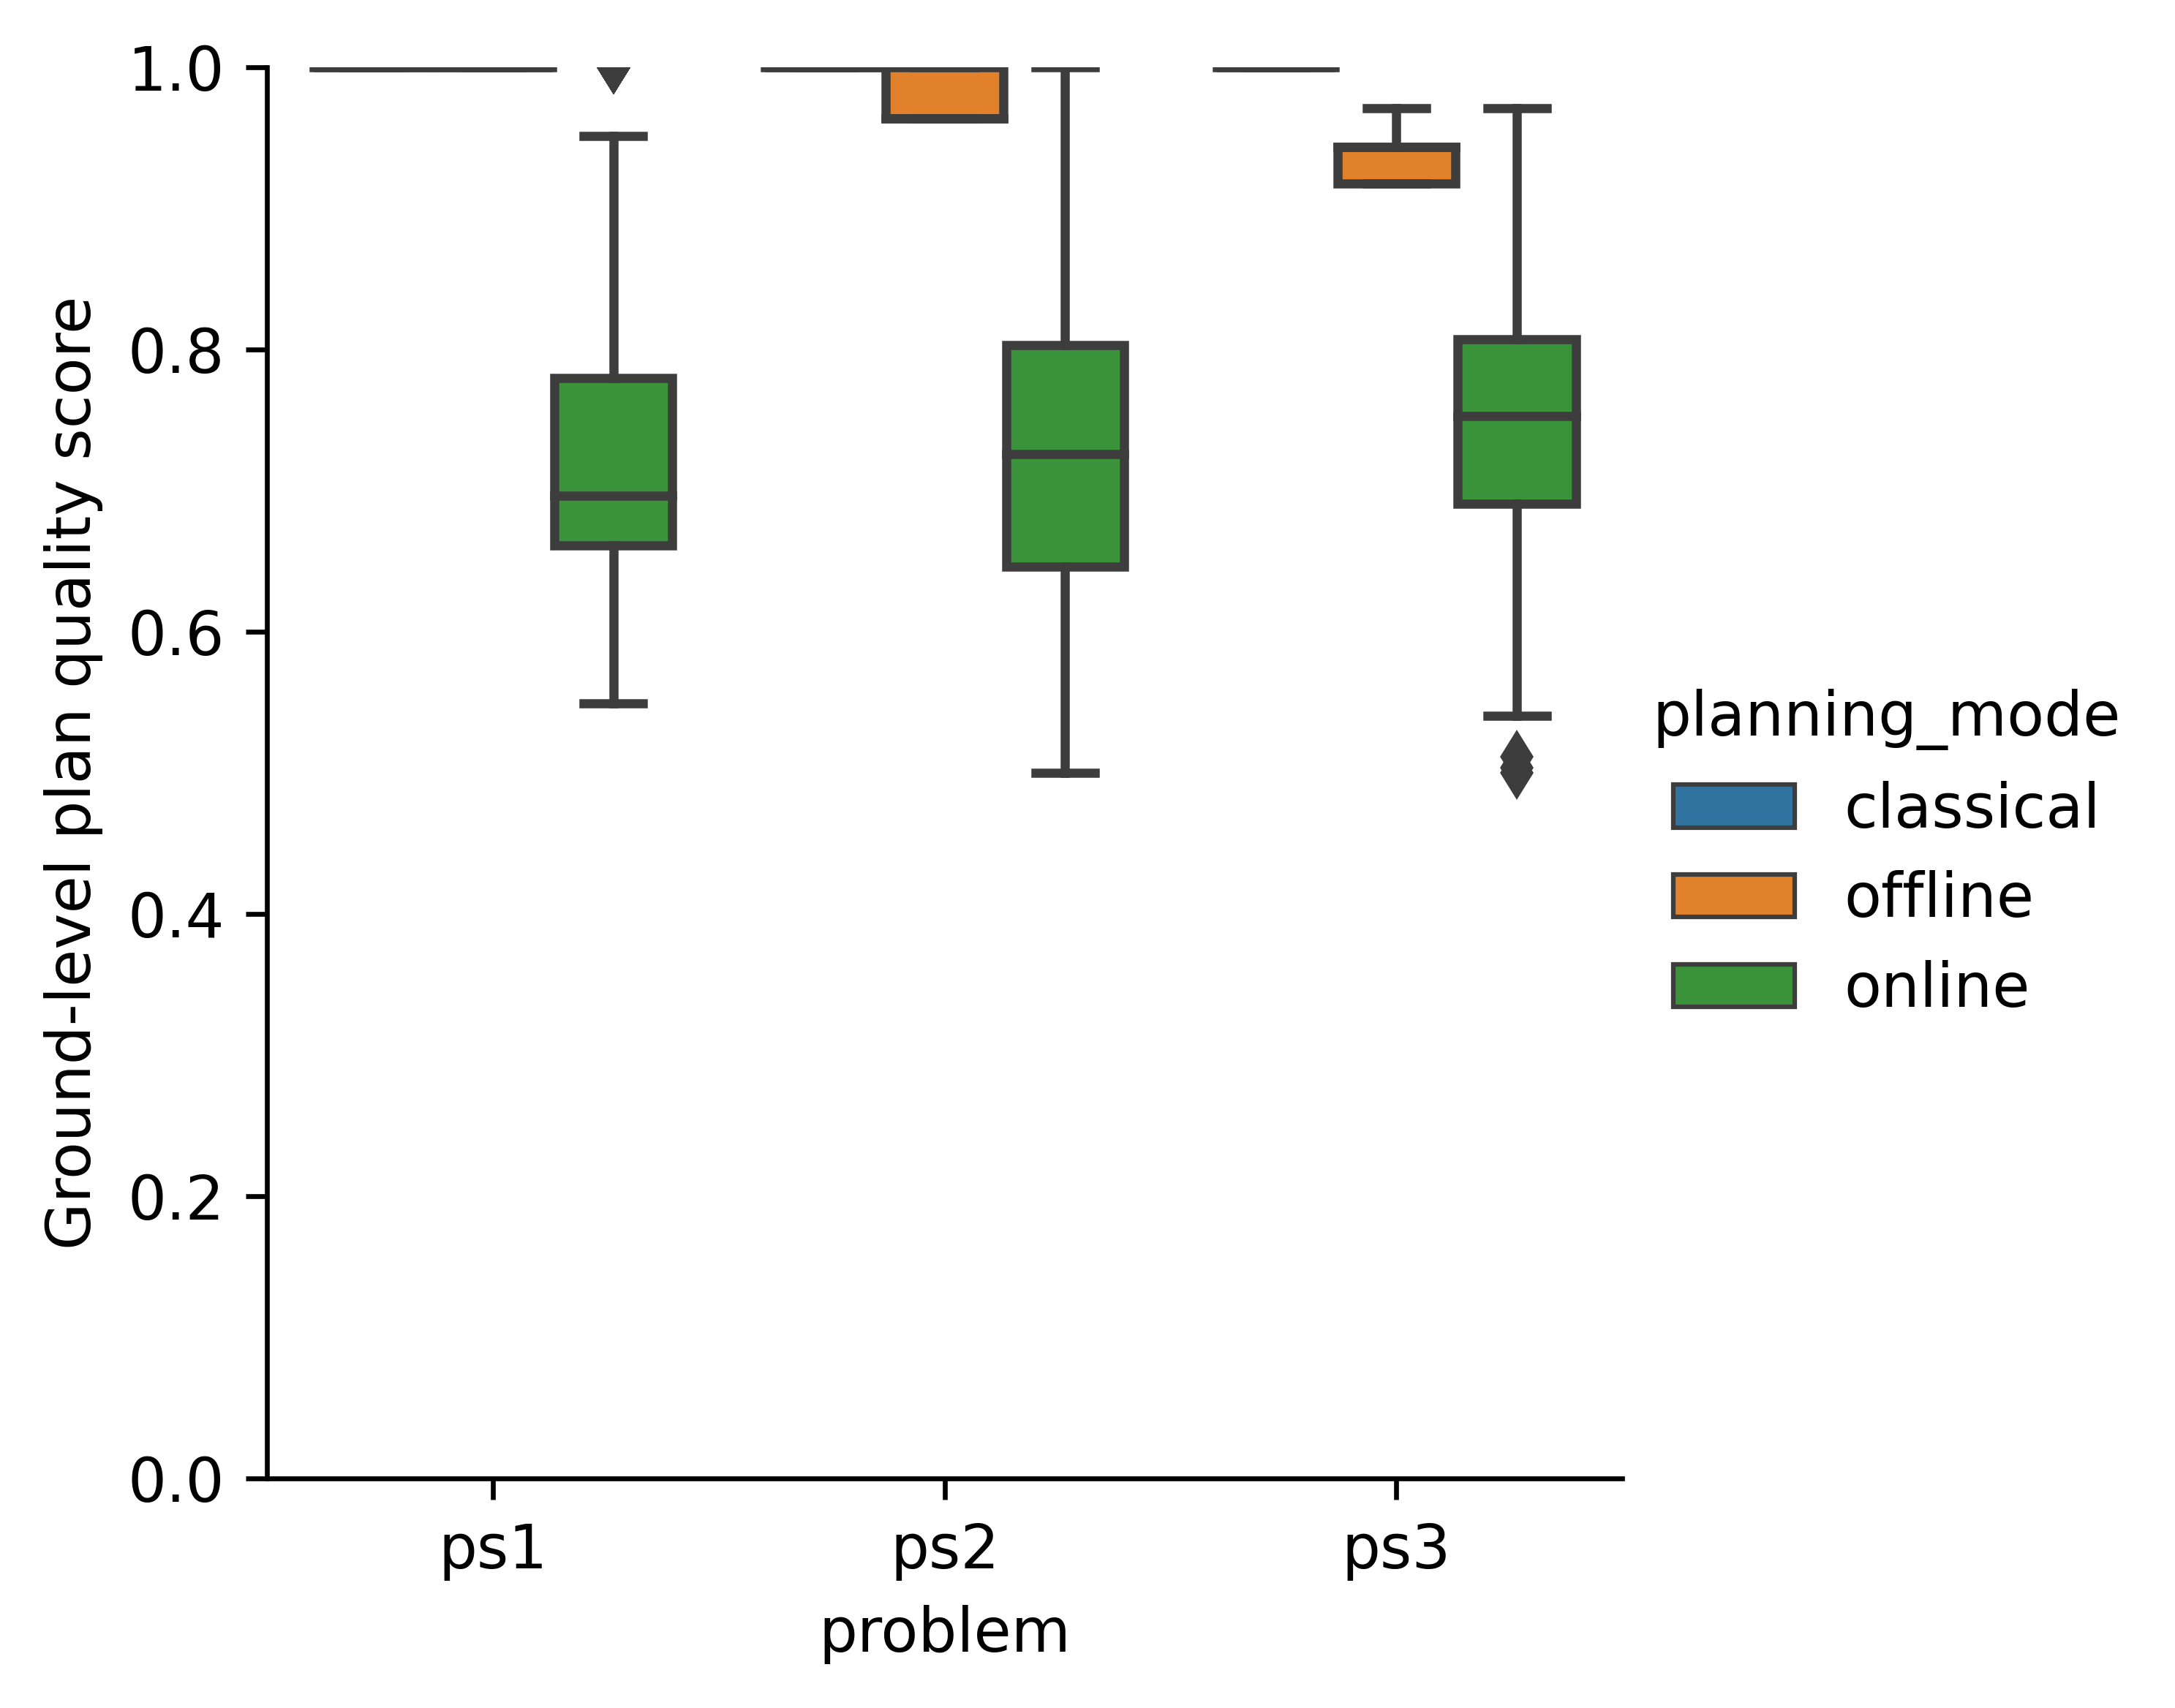 Ground-level plan quality score
1.0
0.8
0.6
0.4
0.2
0.0
ps1 ps2 ps3
problem
planning_mode
classical
offline
online